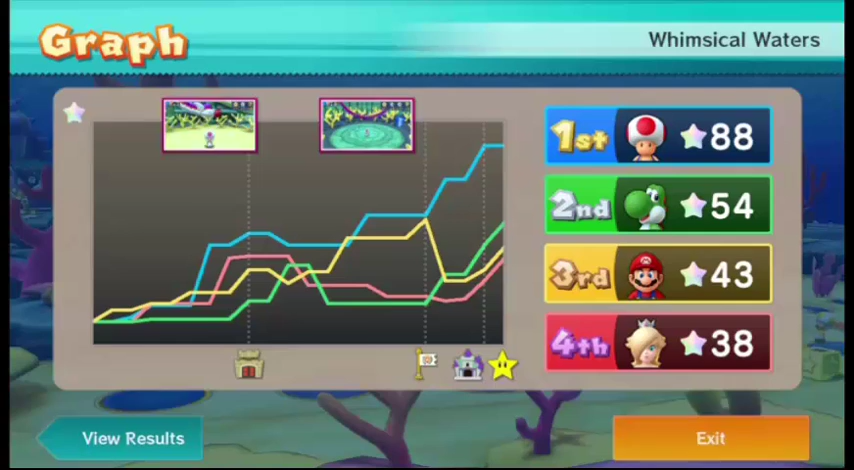 Graph
Whimsical Waters
1st 88
2nd 54
3rd 43
4th 38
View Results
Exit